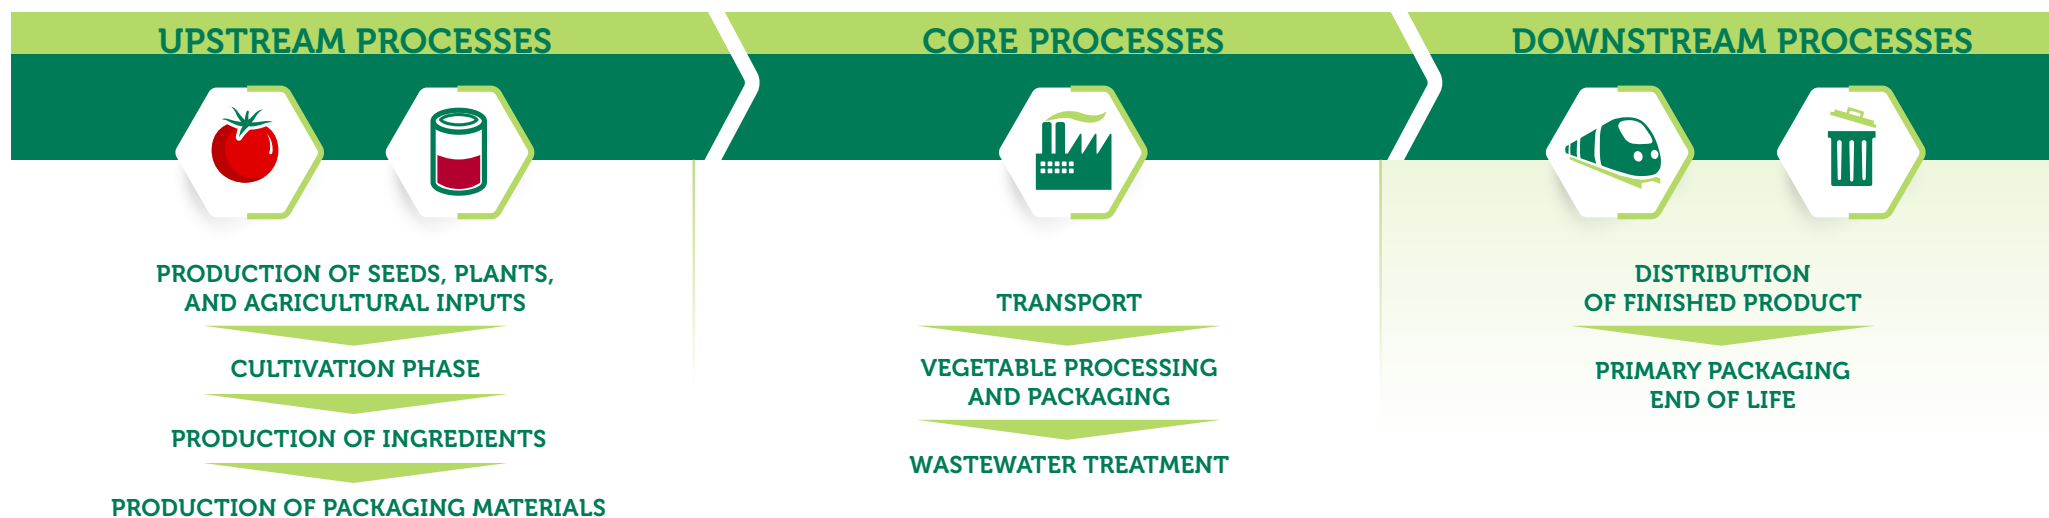 UPSTREAM PROCESSES
PRODUCTION OF SEEDS, PLANTS,
AND AGRICULTURAL INPUTS
CULTIVATION PHASE
PRODUCTION OF INGREDIENTS
PRODUCTION OF PACKAGING MATERIALS
CORE PROCESSES
TRANSPORT
VEGETABLE PROCESSING
AND PACKAGING
WASTEWATER TREATMENT
DOWNSTREAM PROCESSES
DISTRIBUTION
OF FINISHED PRODUCT
PRIMARY PACKAGING
END OF LIFE